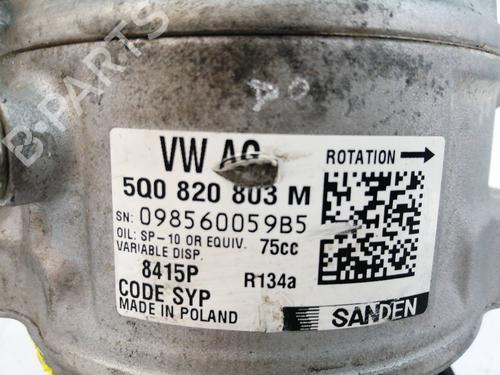 B-PARTS
A O
VW AG
ROTATION
5Q0 820 803 M
SN: 098560059B5
OIL: SP-10 OR EQUIV. 75cc
VARIABLE DISP.
8415P R134a
CODE SYP
MADE IN POLAND
SANDEN